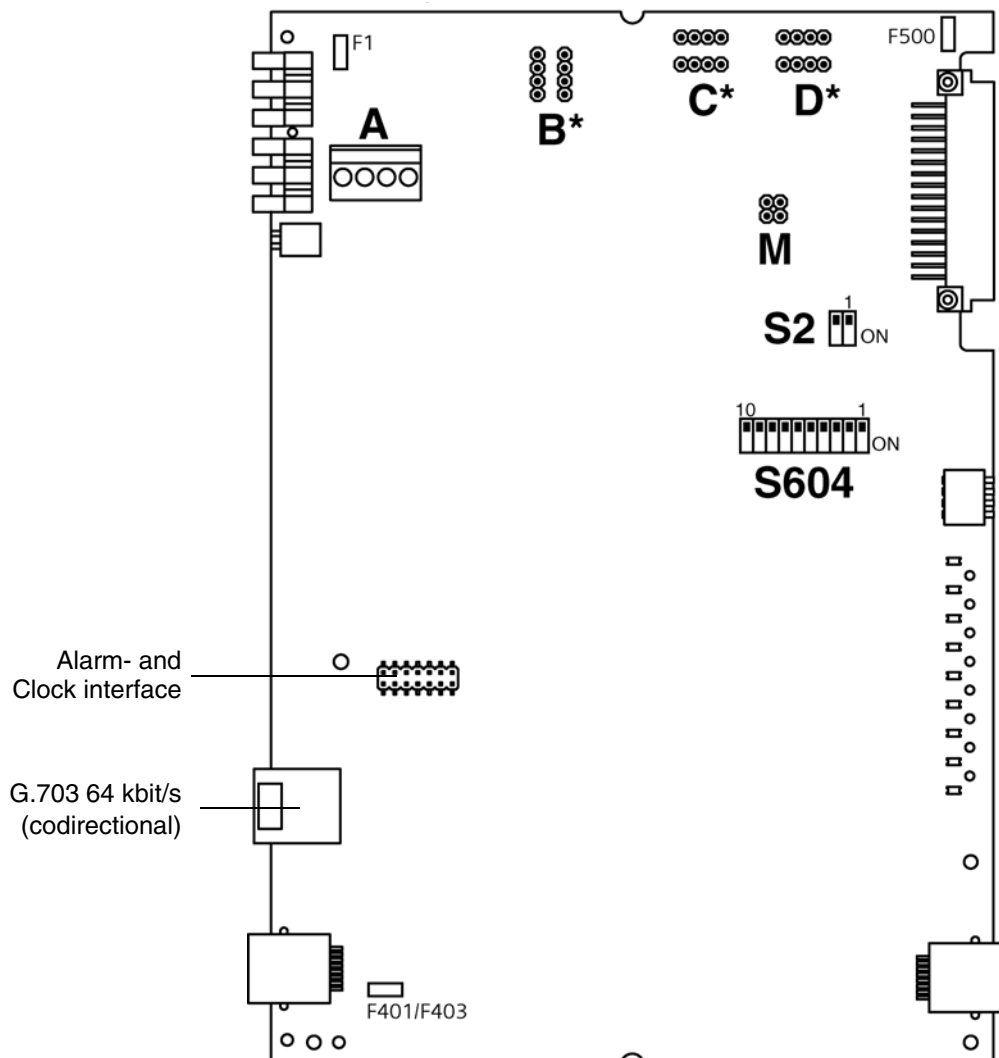 F1
F500
A
B*
C*
D*
M
1
S2
ON
10
1
ON
S604
Alarm- and
Clock interface
G.703 64 kbit/s
(codirectional)
F401/F403